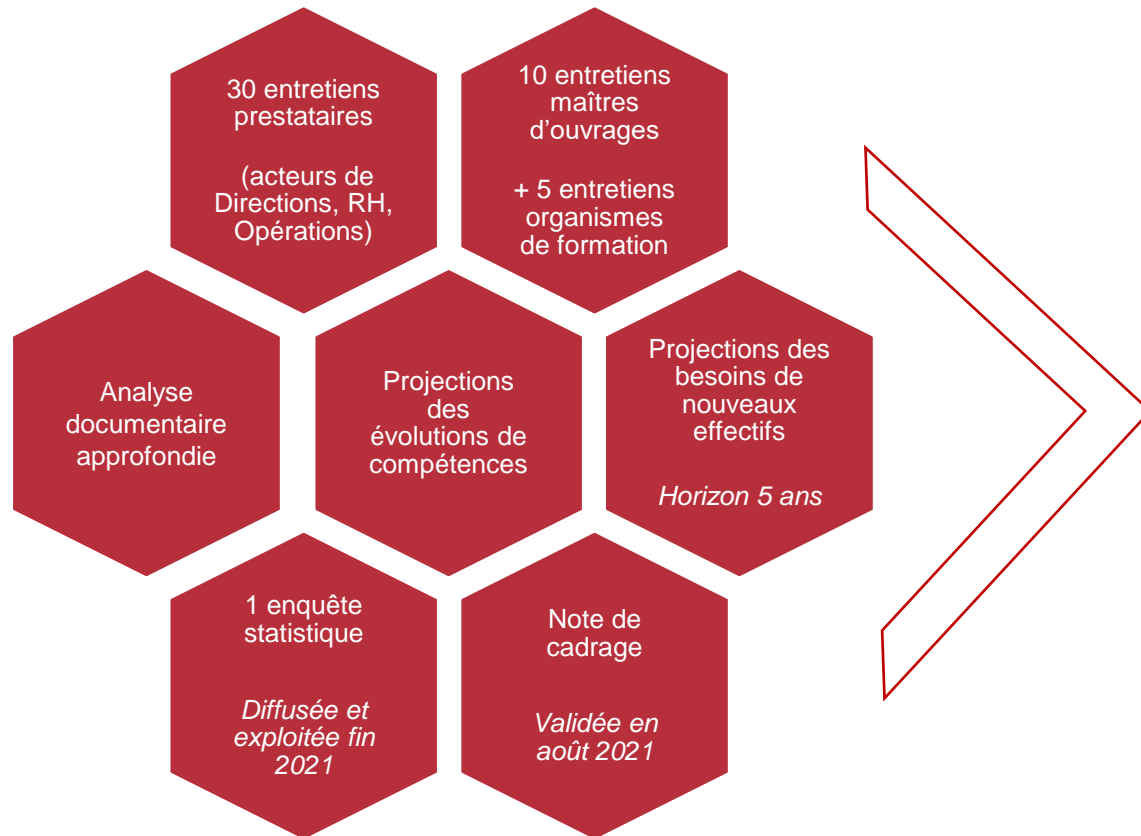 30 entretiens
prestataires
(acteurs de
Directions, RH,
Opérations)
10 entretiens
maîtres
d'ouvrages
+ 5 entretiens
organismes
de formation
Analyse
documentaire
approfondie
Projections
des
évolutions de
compétences
Projections des
besoins de
nouveaux
effectifs
Horizon 5 ans
1 enquête
statistique
Diffusée et
exploitée fin
2021
Note de
cadrage
Validée en
août 2021